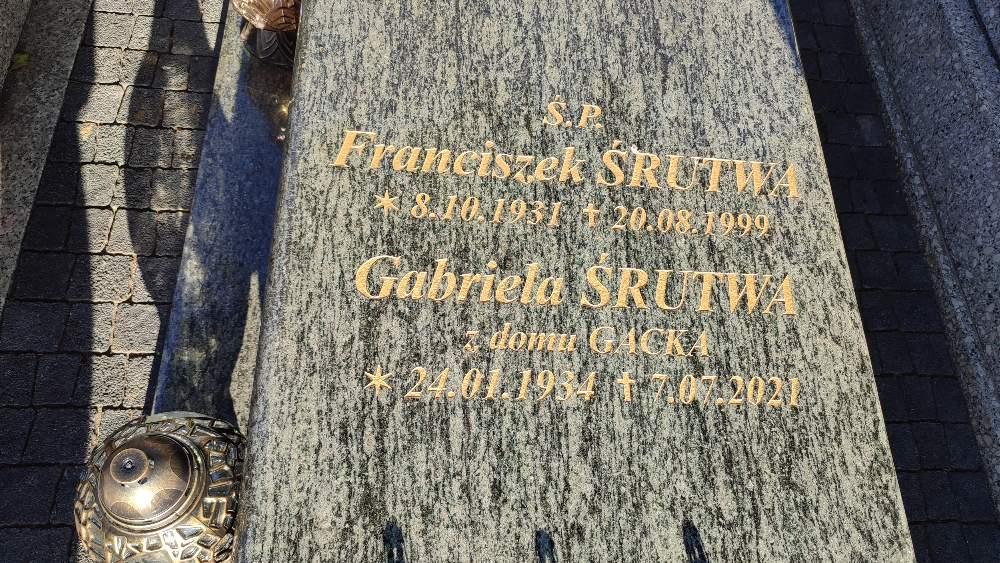 Ś.P.
Franciszek ŚRUTWA
* 8.10.1931 ✝ 20.08.1999
Gabriela ŚRUTWA
z domu GACKA
* 24.01.1934 ✝ 7.07.2021